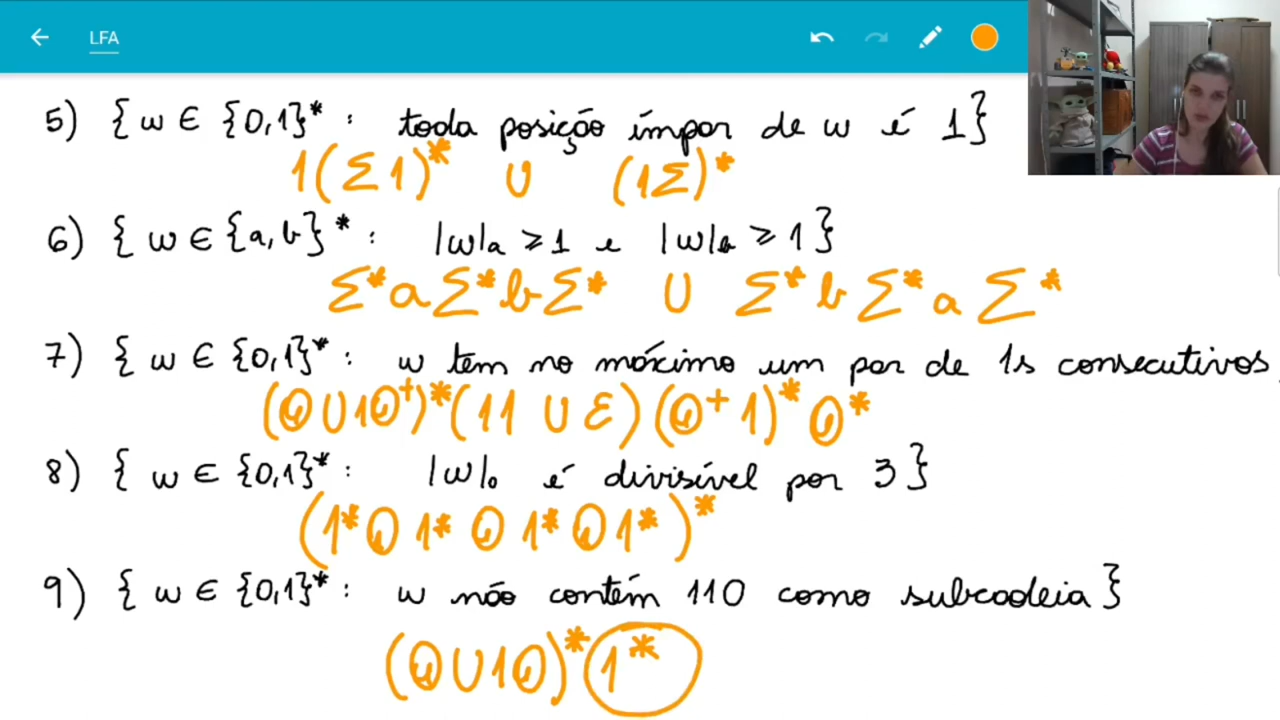 LFA
5) { w ∈ {0,1}* : toda posição ímpar de w é 1}
1(Σ1)* ∪ (1Σ)*
6) { w ∈ {a,b}* : |w|a ≥ 1 e |w|b ≥ 1}
Σ*aΣ*bΣ* ∪ Σ*bΣ*aΣ*
7) { w ∈ {0,1}* : w tem no máximo um par de 1s consecutivos}
(0∪10⁺)*(11 ∪ ε)(0⁺1)*0*
8) { w ∈ {0,1}* : |w|₀ é divisível por 3}
(1*01*01*01*)*
9) { w ∈ {0,1}* : w não contém 110 como subcadeia}
(0∪10)*1*